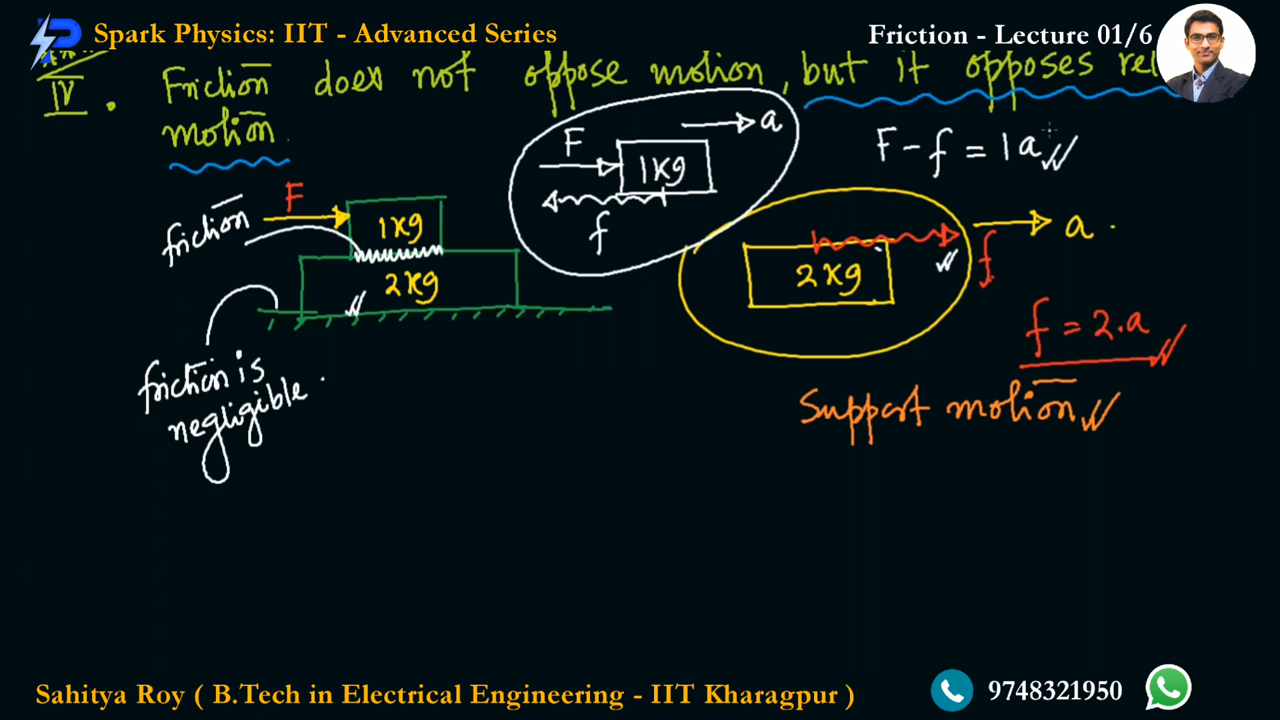 Spark Physics: IIT - Advanced Series
Friction - Lecture 01/6
IV. Friction does not oppose motion, but it opposes rel
motion.
F
1kg
a
f
F - f = 1a
friction
F
1kg
2kg
2kg
f
a.
f = 2.a
friction is
negligible.
Support motion
Sahitya Roy ( B.Tech in Electrical Engineering - IIT Kharagpur )
9748321950